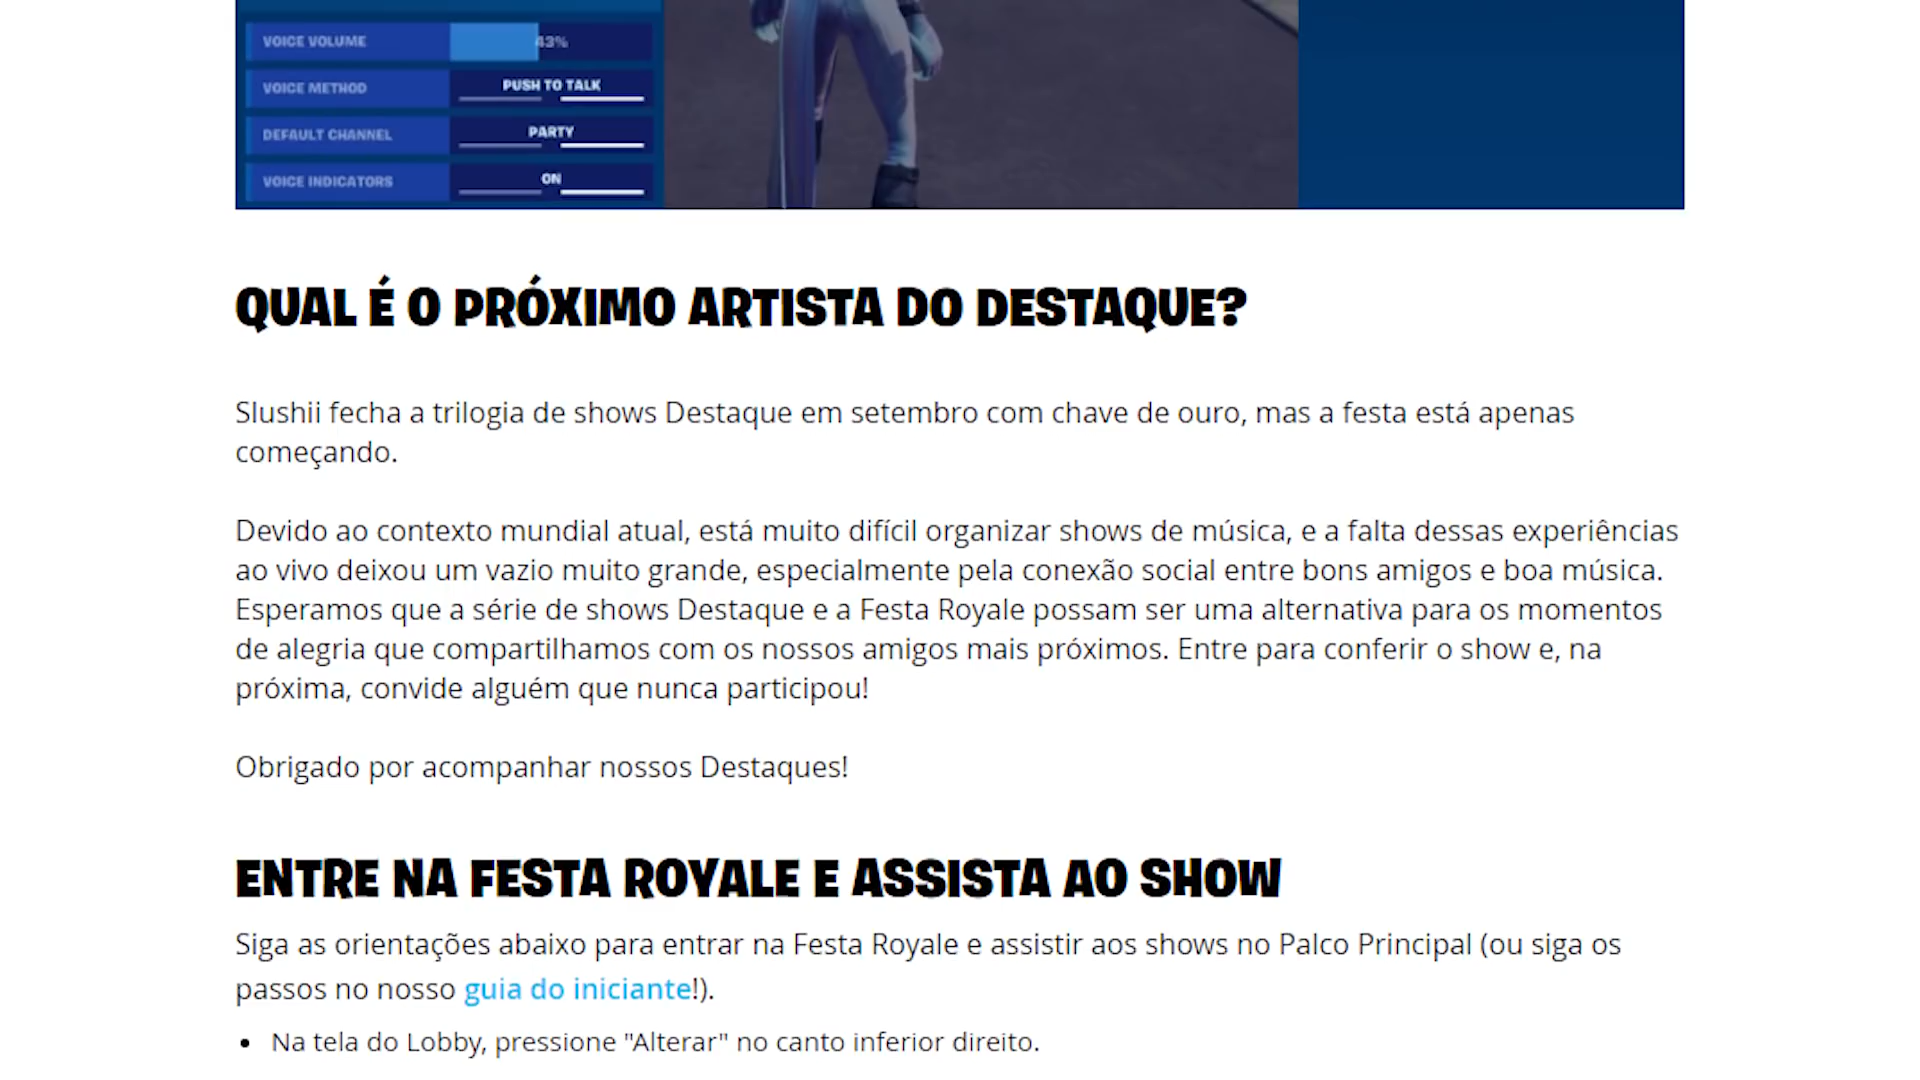 VOICE VOLUME 43%
VOICE METHOD PUSH TO TALK
DEFAULT CHANNEL PARTY
VOICE INDICATORS ON
QUAL É O PRÓXIMO ARTISTA DO DESTAQUE?
Slushii fecha a trilogia de shows Destaque em setembro com chave de ouro, mas a festa está apenas
começando.
Devido ao contexto mundial atual, está muito difícil organizar shows de música, e a falta dessas experiências
ao vivo deixou um vazio muito grande, especialmente pela conexão social entre bons amigos e boa música.
Esperamos que a série de shows Destaque e a Festa Royale possam ser uma alternativa para os momentos
de alegria que compartilhamos com os nossos amigos mais próximos. Entre para conferir o show e, na
próxima, convide alguém que nunca participou!
Obrigado por acompanhar nossos Destaques!
ENTRE NA FESTA ROYALE E ASSISTA AO SHOW
Siga as orientações abaixo para entrar na Festa Royale e assistir aos shows no Palco Principal (ou siga os
passos no nosso guia do iniciante!).
• Na tela do Lobby, pressione "Alterar" no canto inferior direito.